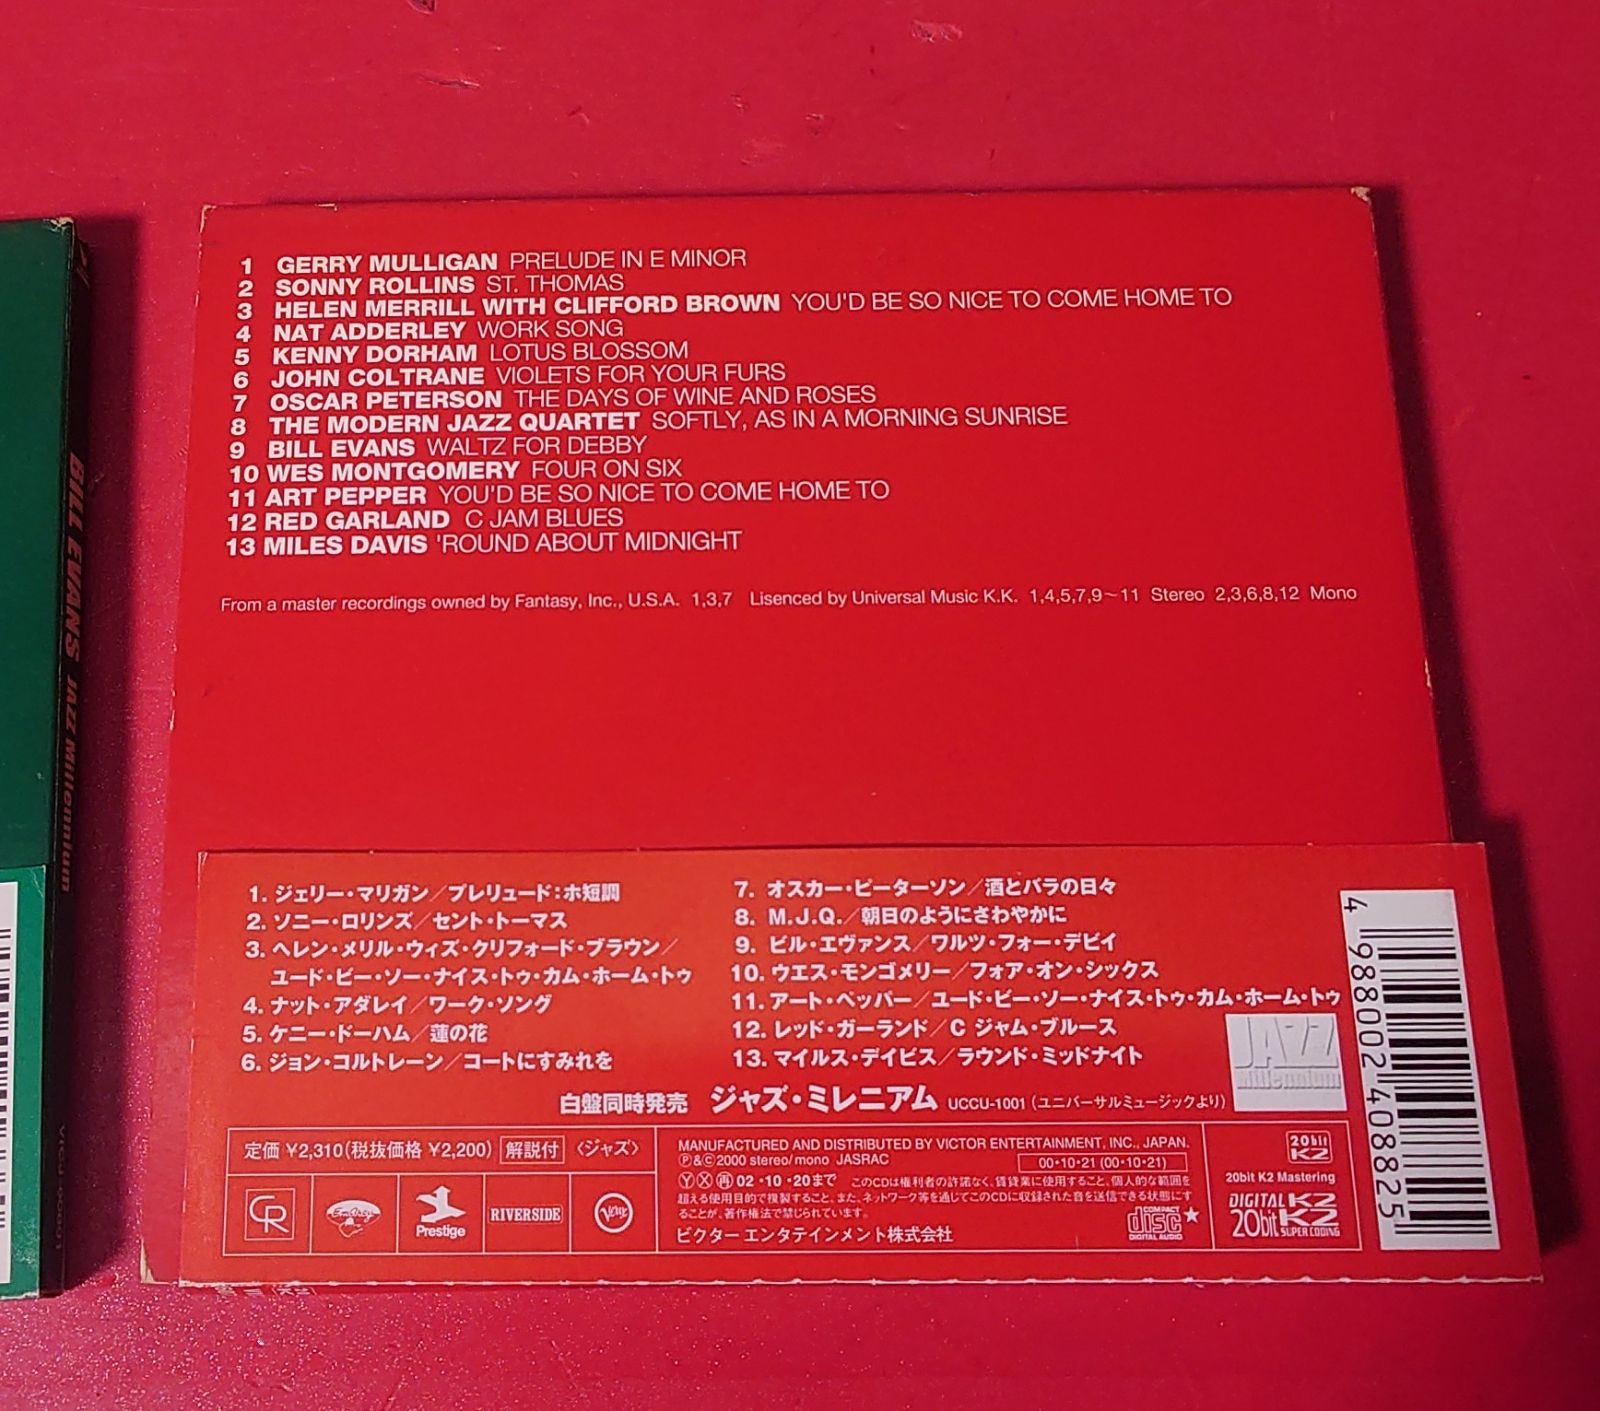 BILL EVANS JAZZ Millennium
1 GERRY MULLIGAN PRELUDE IN E MINOR
2 SONNY ROLLINS ST. THOMAS
3 HELEN MERRILL WITH CLIFFORD BROWN YOU'D BE SO NICE TO COME HOME TO
4 NAT ADDERLEY WORK SONG
5 KENNY DORHAM LOTUS BLOSSOM
6 JOHN COLTRANE VIOLETS FOR YOUR FURS
7 OSCAR PETERSON THE DAYS OF WINE AND ROSES
8 THE MODERN JAZZ QUARTET SOFTLY, AS IN A MORNING SUNRISE
9 BILL EVANS WALTZ FOR DEBBY
10 WES MONTGOMERY FOUR ON SIX
11 ART PEPPER YOU'D BE SO NICE TO COME HOME TO
12 RED GARLAND C JAM BLUES
13 MILES DAVIS 'ROUND ABOUT MIDNIGHT
From a master recordings owned by Fantasy, Inc., U.S.A. 1,3,7 Lisenced by Universal Music K.K. 1,4,5,7,9~11 Stereo 2,3,6,8,12 Mono
1. ジェリー・マリガン／プレリュード：ホ短調
2. ソニー・ロリンズ／セント・トーマス
3. ヘレン・メリル・ウィズ・クリフォード・ブラウン／
ユード・ビー・ソー・ナイス・トゥ・カム・ホーム・トゥ
4. ナット・アダレイ／ワーク・ソング
5. ケニー・ドーハム／蓮の花
6. ジョン・コルトレーン／コートにすみれを
7. オスカー・ピーターソン／酒とバラの日々
8. M.J.Q.／朝日のようにさわやかに
9. ビル・エヴァンス／ワルツ・フォー・デビイ
10. ウエス・モンゴメリー／フォア・オン・シックス
11. アート・ペッパー／ユード・ビー・ソー・ナイス・トゥ・カム・ホーム・トゥ
12. レッド・ガーランド／C ジャム・ブルース
13. マイルス・デイビス／ラウンド・ミッドナイト
白盤同時発売 ジャズ・ミレニアム UCCU-1001（ユニバーサルミュージックより）
JAZZ
Millennium
4 988002 408825
定価 ¥2,310（税抜価格 ¥2,200） 解説付 〈ジャズ〉
CR
EmArcy
Prestige
RIVERSIDE
Verve
MANUFACTURED AND DISTRIBUTED BY VICTOR ENTERTAINMENT, INC., JAPAN.
Ⓟ&Ⓒ2000 stereo/mono JASRAC 00・10・21 (00・10・21)
Ⓨ Ⓧ 再 02・10・20まで このCDは権利者の許諾なく、賃貸業に使用すること、個人的な範囲を
超える使用目的で複製すること、また、ネットワーク等を通じてこのCDに収録された音を送信できる状態にす
ることが、著作権法で禁じられています。
ビクター エンタテインメント株式会社
COMPACT
disc
DIGITAL AUDIO
20bit
K2
20bit K2 Mastering
DIGITAL K2
20bit K2
SUPER CODING